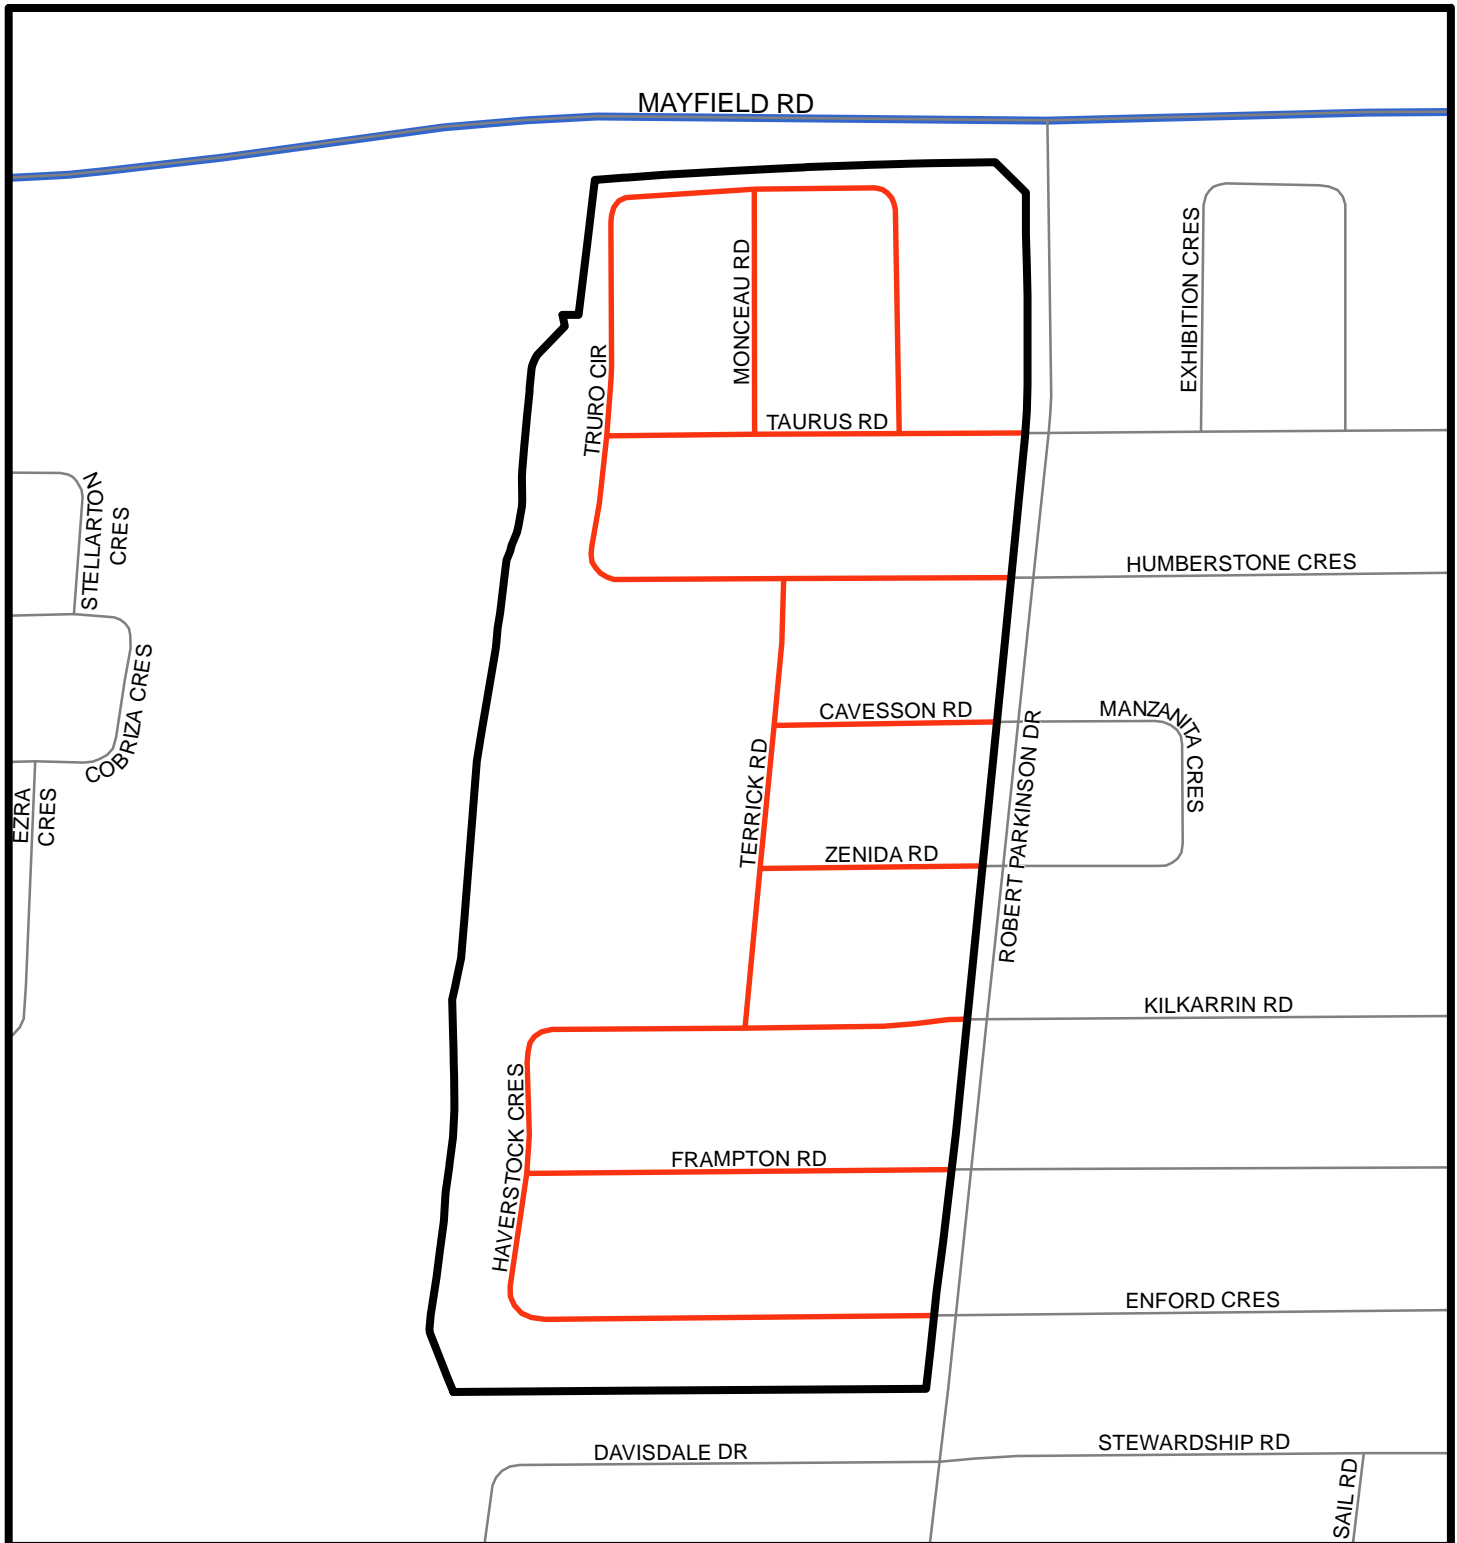 MAYFIELD RD
EXHIBITION CRES
MONCEAU RD
TRURO CIR
TAURUS RD
STELLARTON
CRES
HUMBERSTONE CRES
COBRIZA CRES
CAVESSON RD
MANZANITA CRES
ROBERT PARKINSON DR
TERRICK RD
EZRA
CRES
ZENIDA RD
KILKARRIN RD
HAVERSTOCK CRES
FRAMPTON RD
ENFORD CRES
DAVISDALE DR
STEWARDSHIP RD
SAIL RD